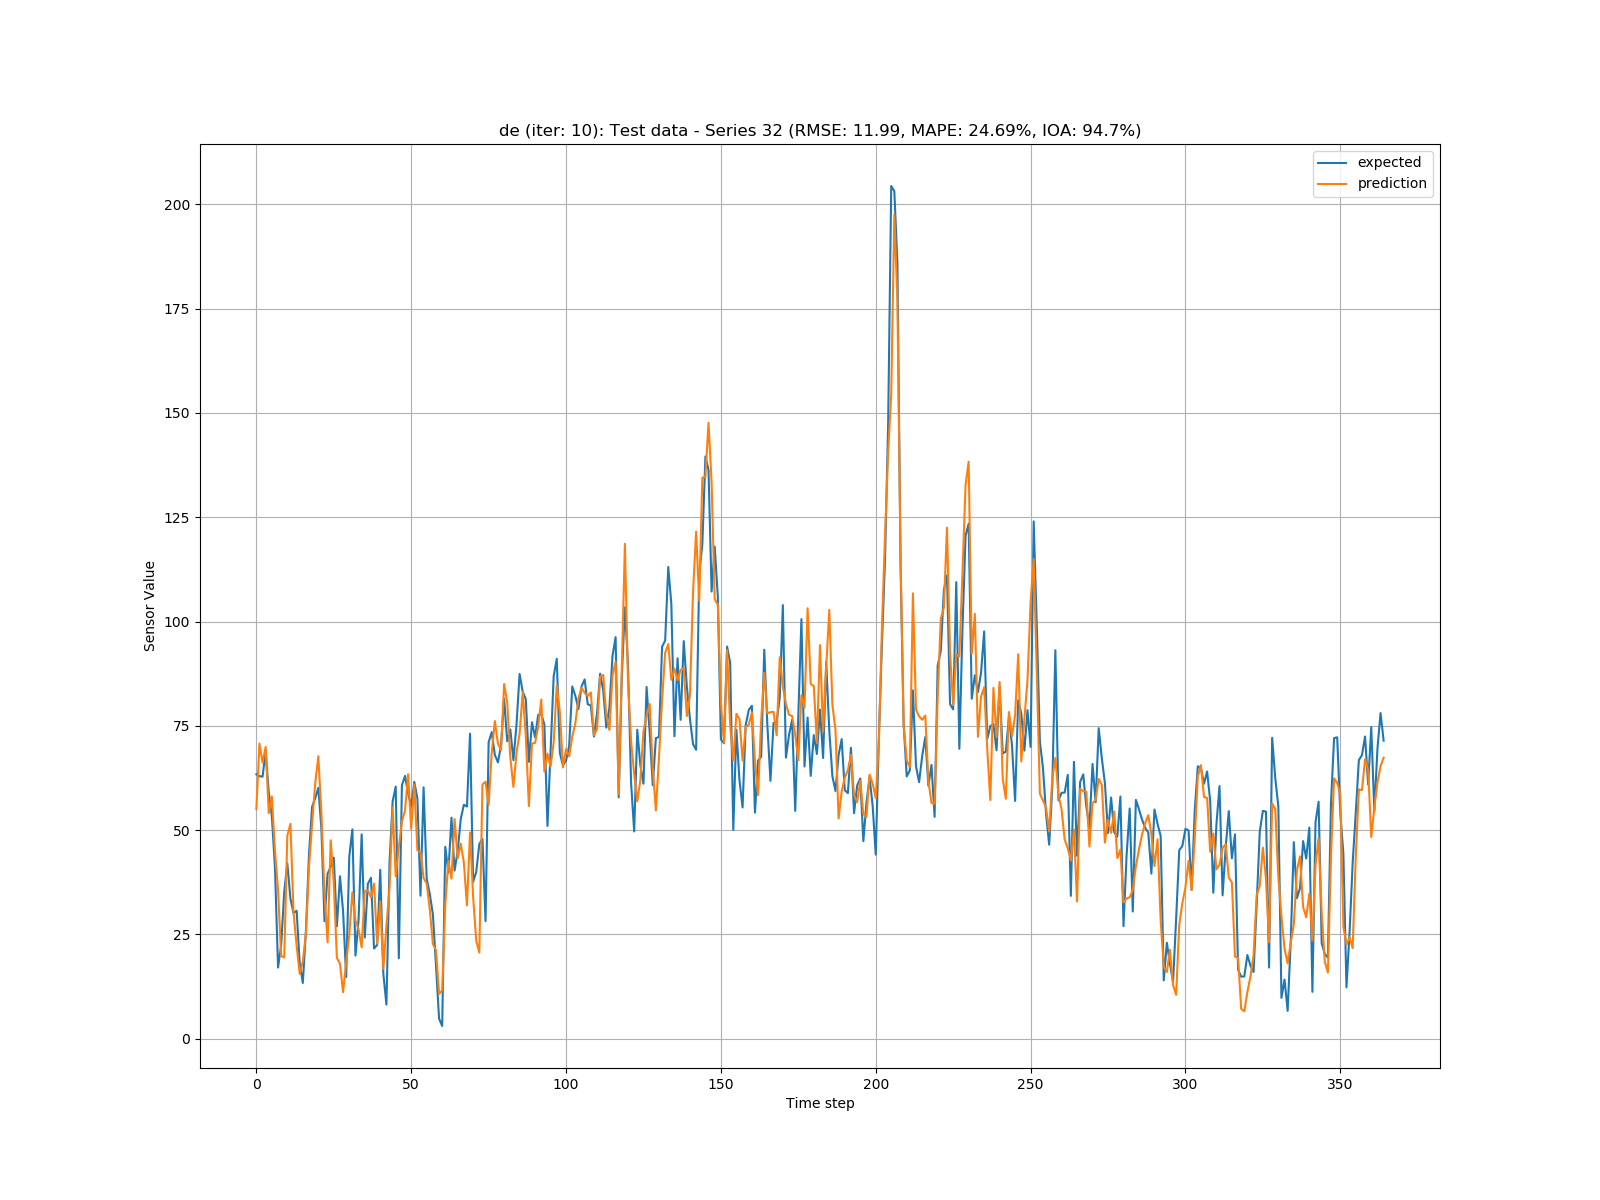 de (iter: 10): Test data - Series 32 (RMSE: 11.99, MAPE: 24.69%, IOA: 94.7%)
expected
prediction
200
175
150
125
100
75
50
25
0
Sensor Value
0 50 100 150 200 250 300 350
Time step